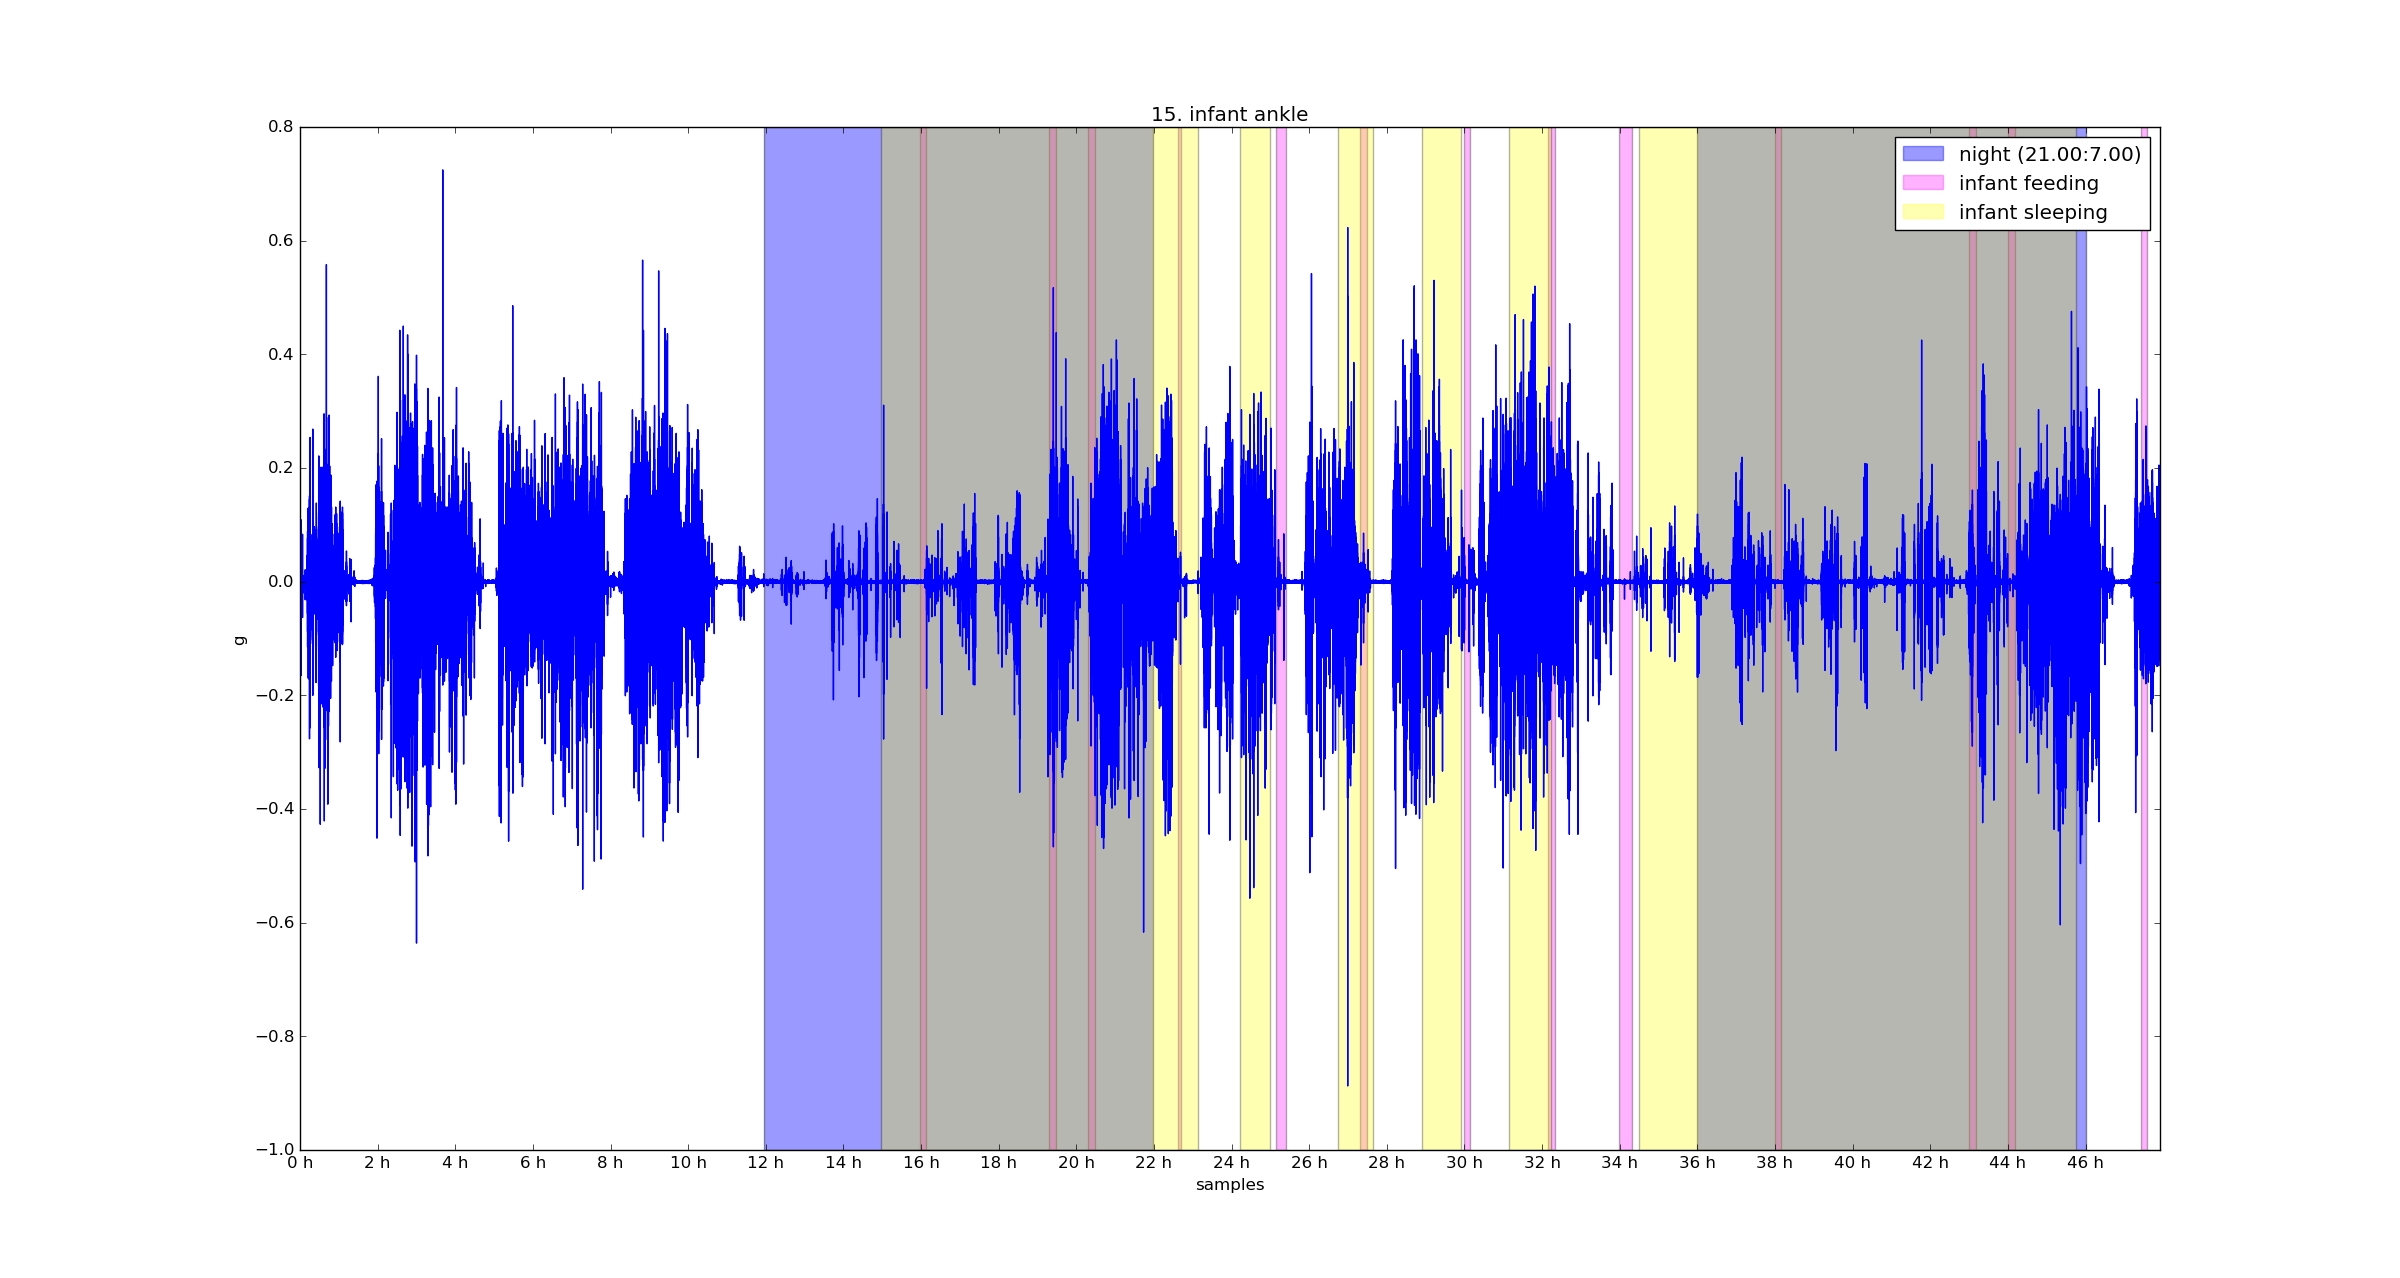 15. infant ankle
0.8
0.6
0.4
0.2
0.0
−0.2
−0.4
−0.6
−0.8
−1.0
g
night (21.00:7.00)
infant feeding
infant sleeping
0 h 2 h 4 h 6 h 8 h 10 h 12 h 14 h 16 h 18 h 20 h 22 h 24 h 26 h 28 h 30 h 32 h 34 h 36 h 38 h 40 h 42 h 44 h 46 h
samples